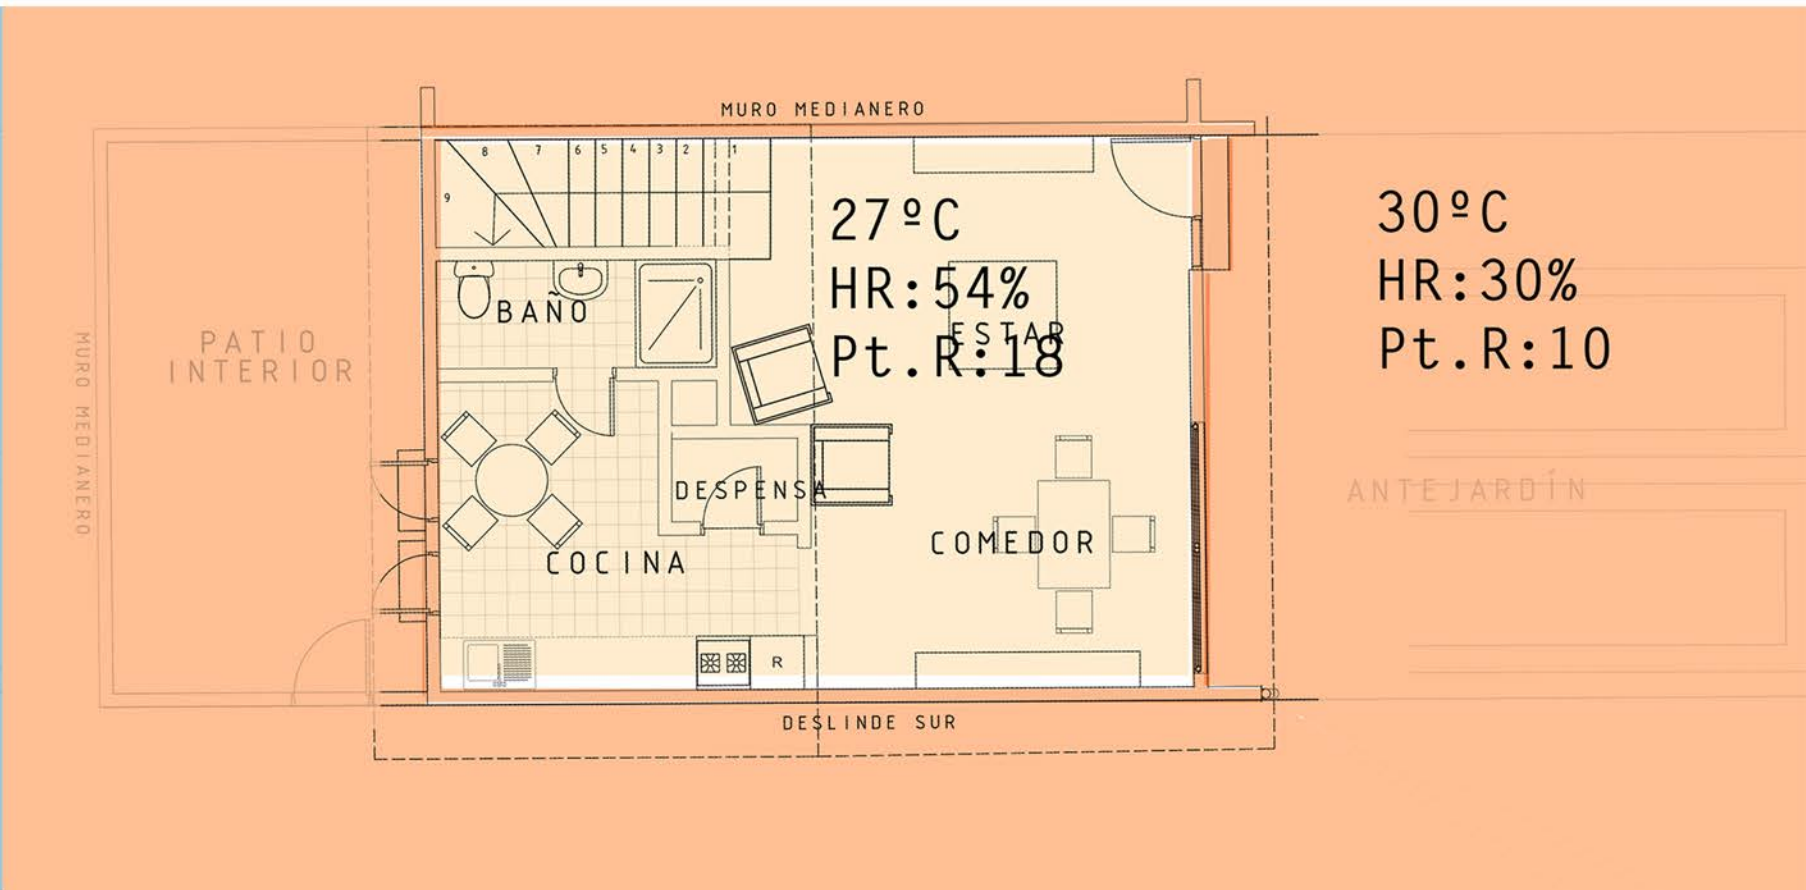 MURO MEDIANERO
8
7
6
5
4
3
2
1
9
27ºC
HR:54%
Pt.R:18
30ºC
HR:30%
Pt.R:10
BAÑO
ESTAR
PATIO
INTERIOR
MURO MEDIANERO
DESPENSA
ANTEJARDÍN
COMEDOR
COCINA
R
DESLINDE SUR